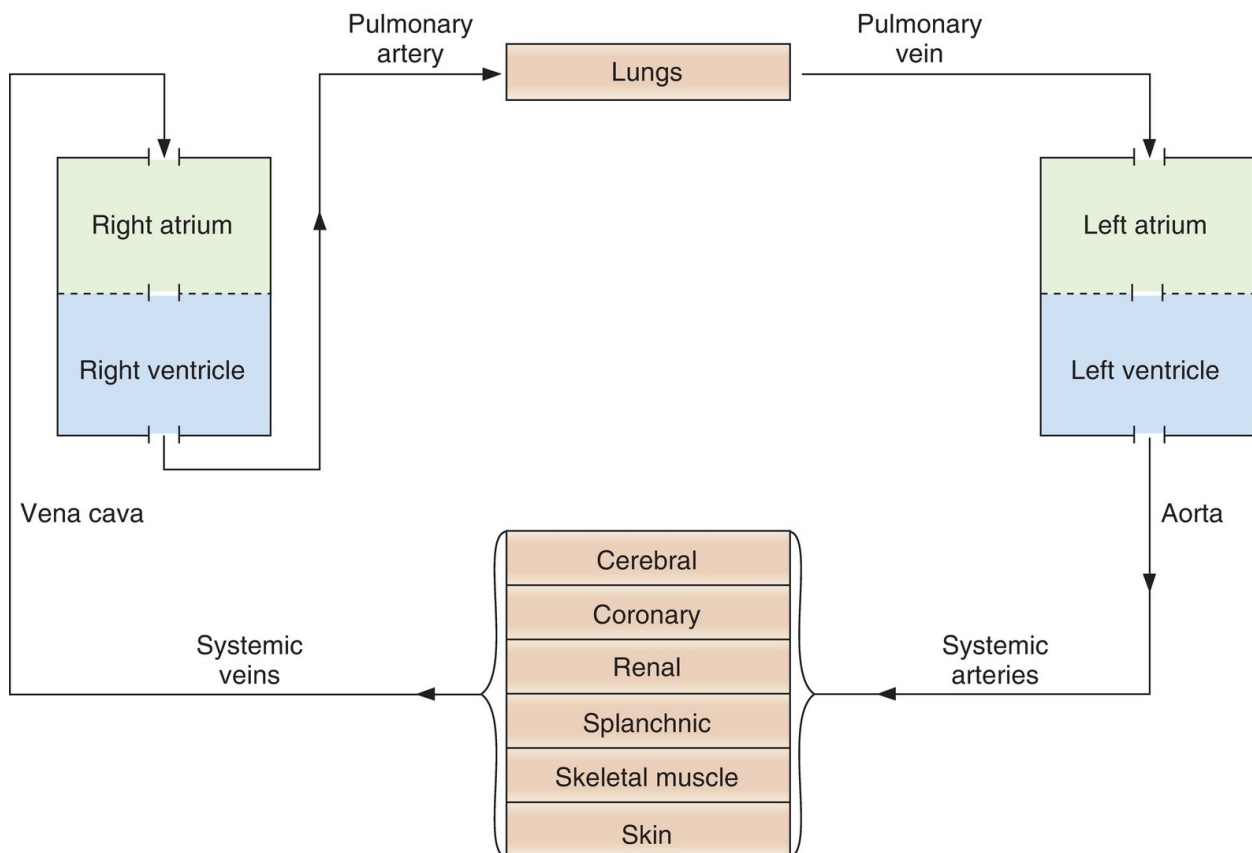 Pulmonary
artery
Lungs
Pulmonary
vein
Right atrium
Left atrium
Right ventricle
Left ventricle
Vena cava
Aorta
Cerebral
Coronary
Systemic
veins
Renal
Systemic
arteries
Splanchnic
Skeletal muscle
Skin